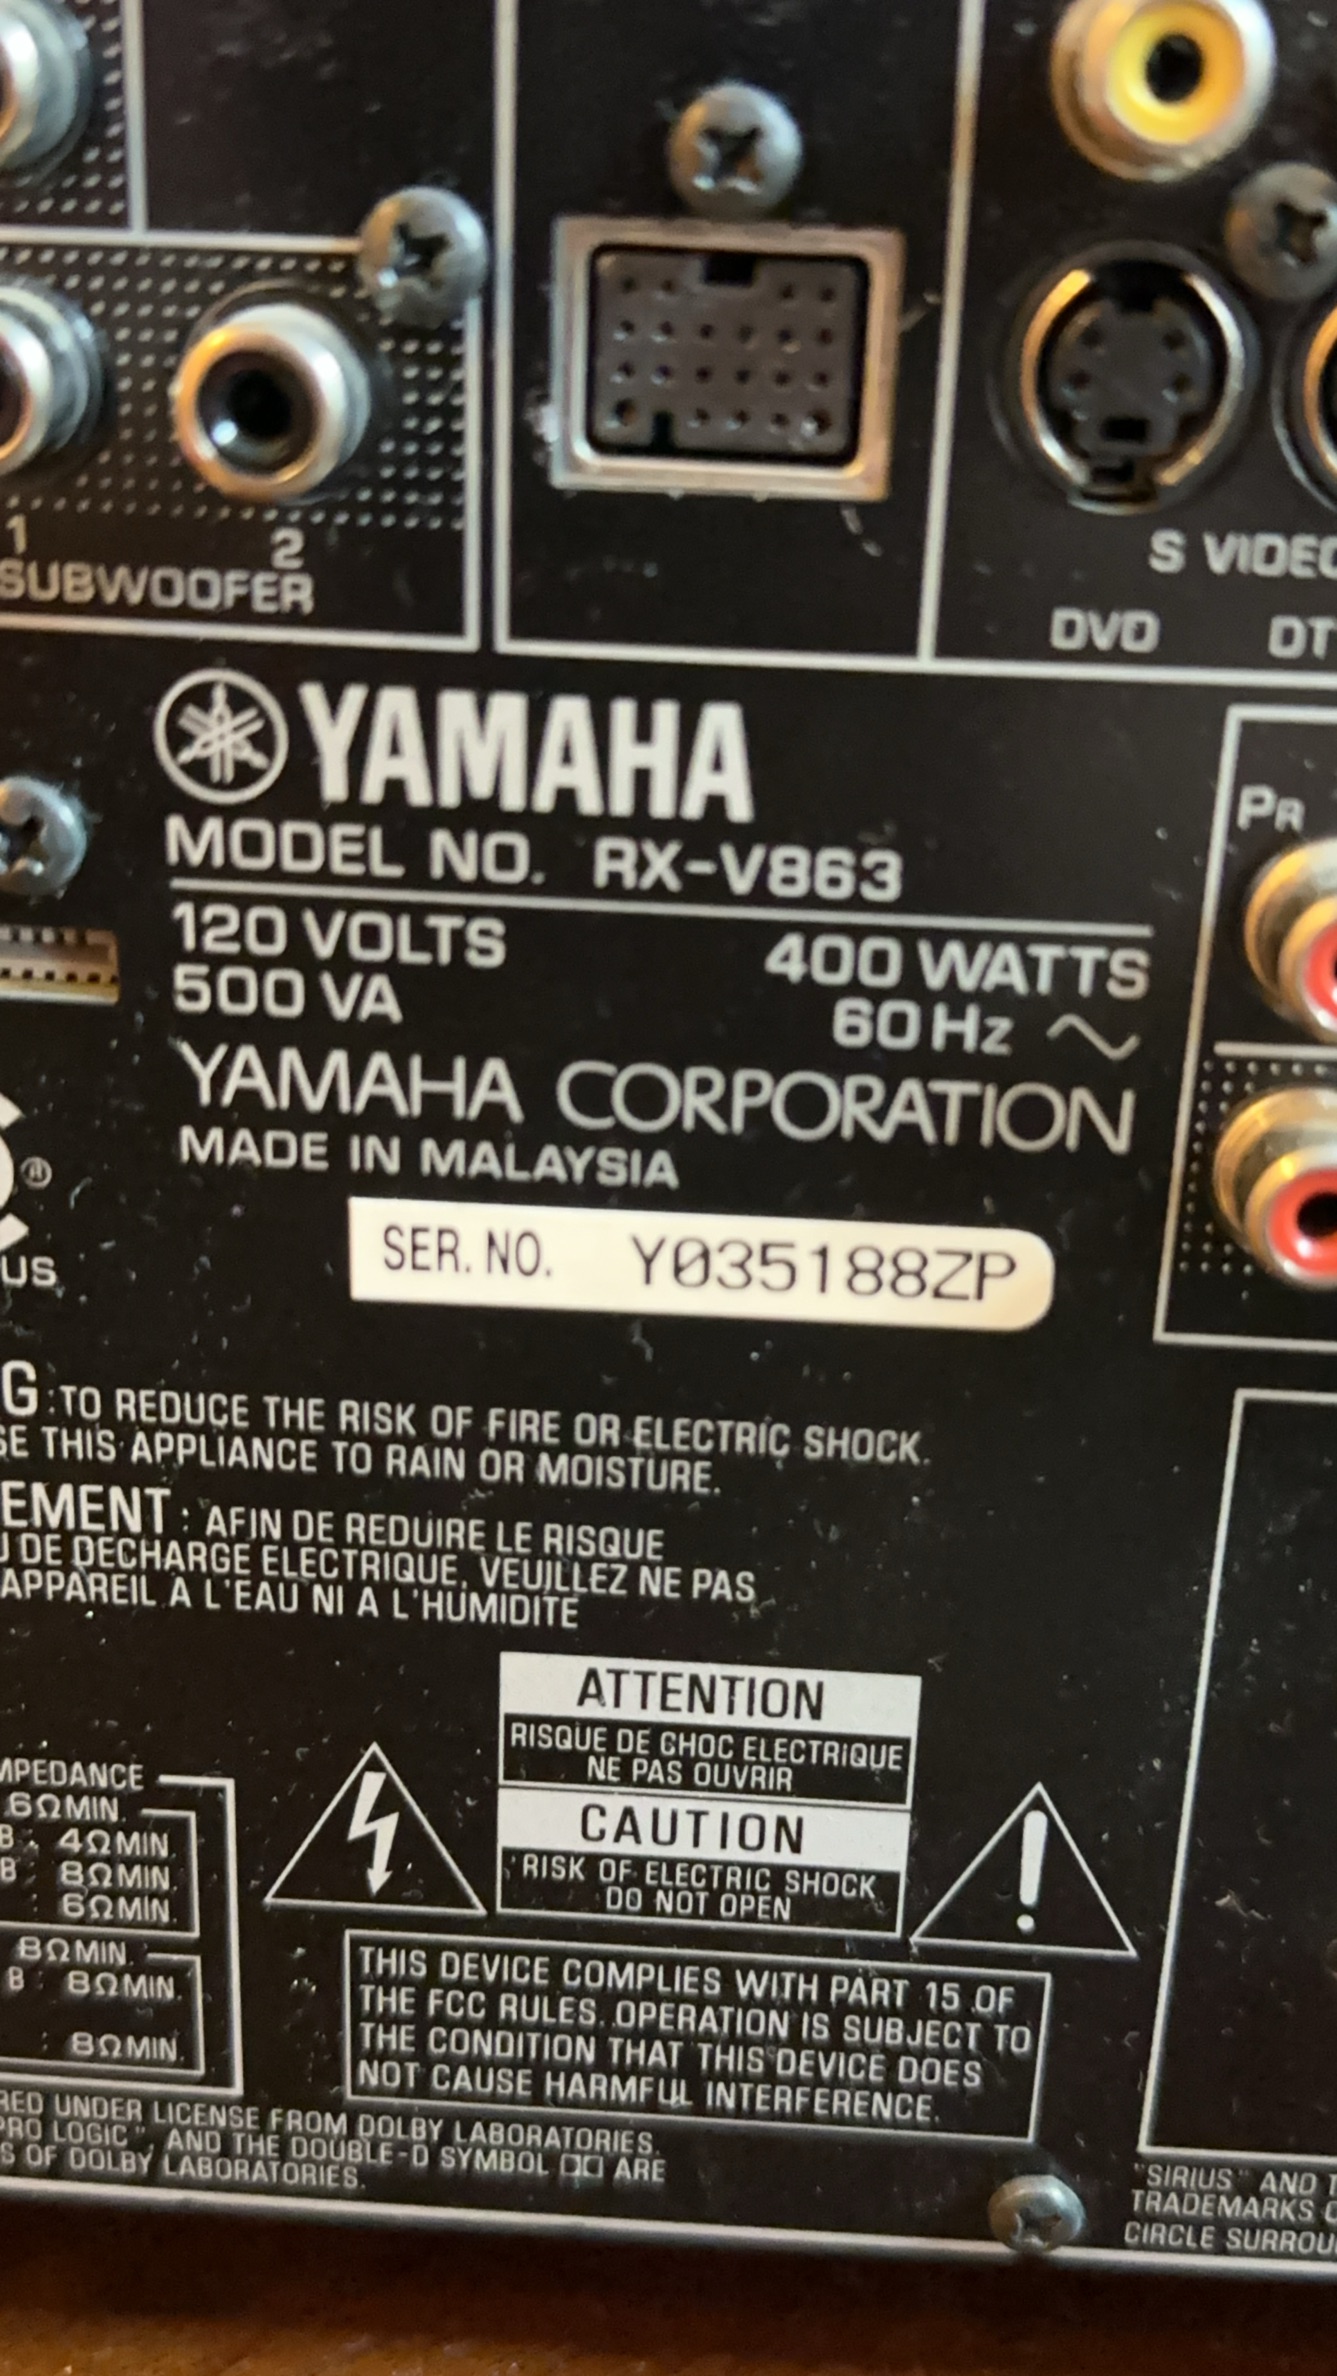 1
2
SUBWOOFER
S VIDEO
DVD
DT
YAMAHA
PR
MODEL NO. RX-V863
120 VOLTS 400 WATTS
500 VA 60 Hz ~
YAMAHA CORPORATION
MADE IN MALAYSIA
®
US
SER. NO. Y035188ZP
G : TO REDUCE THE RISK OF FIRE OR ELECTRIC SHOCK.
SE THIS APPLIANCE TO RAIN OR MOISTURE.
EMENT : AFIN DE REDUIRE LE RISQUE
U DE DECHARGE ELECTRIQUE, VEUILLEZ NE PAS
APPAREIL A L'EAU NI A L'HUMIDITE
ATTENTION
RISQUE DE CHOC ELECTRIQUE
NE PAS OUVRIR
CAUTION
RISK OF ELECTRIC SHOCK
DO NOT OPEN
MPEDANCE
6ΩMIN.
B : 4ΩMIN.
B : 8ΩMIN.
: 6ΩMIN.
8ΩMIN.
B : 8ΩMIN.
: 8ΩMIN.
THIS DEVICE COMPLIES WITH PART 15 OF
THE FCC RULES. OPERATION IS SUBJECT TO
THE CONDITION THAT THIS DEVICE DOES
NOT CAUSE HARMFUL INTERFERENCE.
RED UNDER LICENSE FROM DOLBY LABORATORIES.
PRO LOGIC", AND THE DOUBLE-D SYMBOL ARE
S OF DOLBY LABORATORIES.
"SIRIUS" AND T
TRADEMARKS O
CIRCLE SURROU